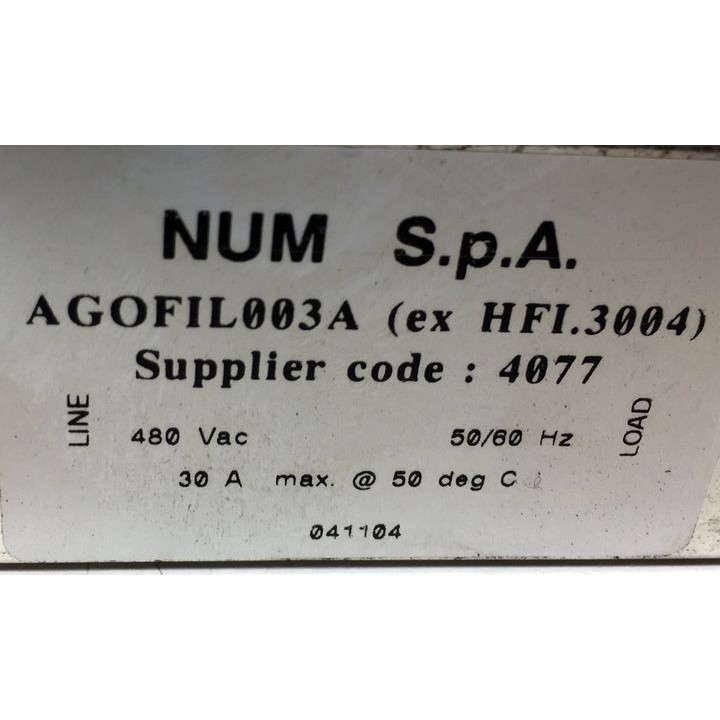 NUM S.p.A.
AGOFIL003A (ex HFI.3004)
Supplier code : 4077
LINE
480 Vac 50/60 Hz
LOAD
30 A max. @ 50 deg C
041104